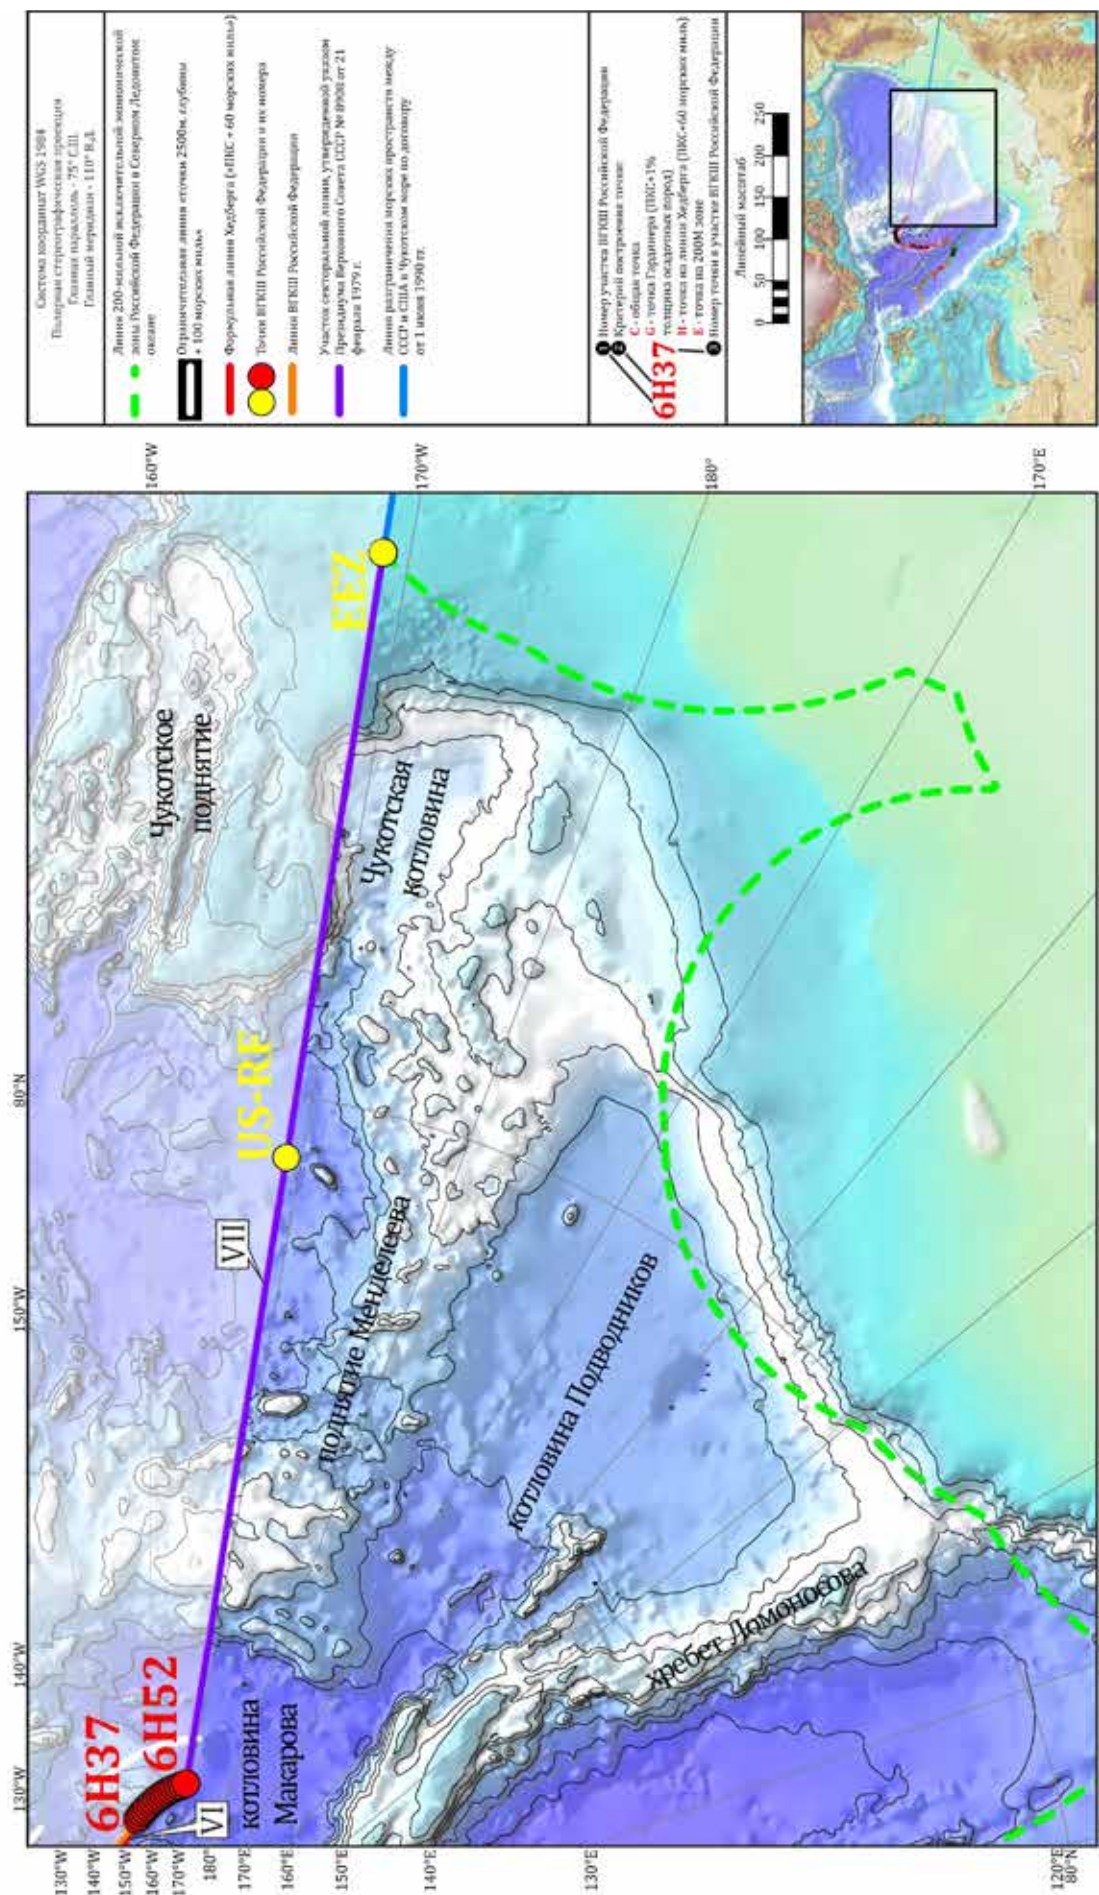 Система координат WGS 1984
Полярная стереографическая проекция
Главная параллель - 75° С.Ш.
Главный меридиан - 110° В.Д.
Линия 200-мильной исключительной экономической
зоны Российской Федерации в Северном Ледовитом
океане
Ограничительная линия «точки 2500м. глубины
+ 100 морских миль»
Формульная линия Хедберга («ПКС + 60 морских миль»)
Точки ВГКШ Российской Федерации и их номера
Линия ВГКШ Российской Федерации
Участок секторальной линии, утвержденной указом
Президиума Верховного Совета СССР № 8908 от 21
февраля 1979 г.
Линия разграничения морских пространств между
СССР и США в Чукотском море по договору
от 1 июня 1990 гг.
6H37
1 Номер участка ВГКШ Российской Федерации
2 Критерий построения точки:
C - общая точка
G - точка Гардинера (ПКС+1%
толщина осадочных пород)
H - точка на линии Хедберга (ПКС+60 морских миль)
E - точка на 200М зоне
3 Номер точки в участке ВГКШ Российской Федерации
Линейный масштаб
0 50 100 150 200 250
130°W
140°W
150°W
160°W
170°W
180°
170°E
160°E
150°E
140°E
130°E
120°E
80°N
130°W
140°W
150°W
80°N
160°W
170°W
180°
170°E
6H37
6H52
VI
VII
US-RF
EEZ
Чукотское
поднятие
Чукотская
котловина
поднятие Менделеева
котловина Подводников
хребет Ломоносова
котловина
Макарова